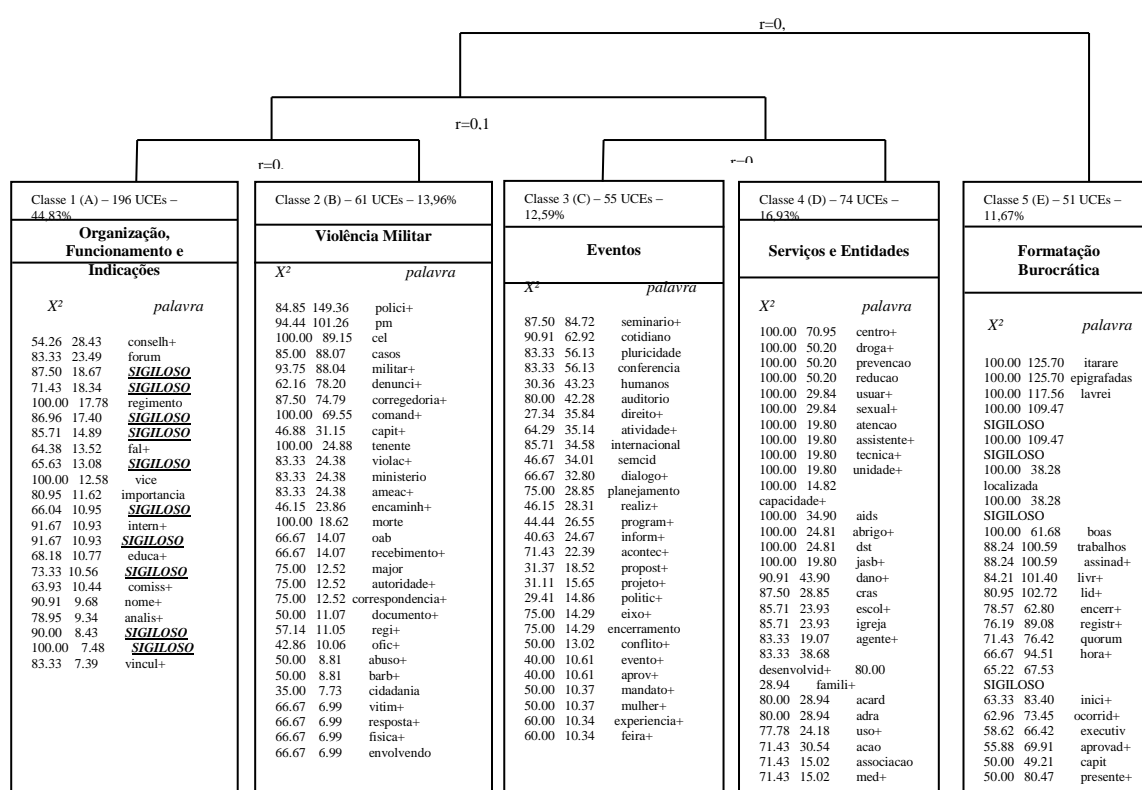 r=0,
r=0,1
r=0,
r=0
Classe 1 (A) – 196 UCEs –
44,83%
Organização,
Funcionamento e
Indicações
X² palavra
54.26 28.43 conselh+
83.33 23.49 forum
87.50 18.67 SIGILOSO
71.43 18.34 SIGILOSO
100.00 17.78 regimento
86.96 17.40 SIGILOSO
85.71 14.89 SIGILOSO
64.38 13.52 fal+
65.63 13.08 SIGILOSO
100.00 12.58 vice
80.95 11.62 importancia
66.04 10.95 SIGILOSO
91.67 10.93 intern+
91.67 10.93 SIGILOSO
68.18 10.77 educa+
73.33 10.56 SIGILOSO
63.93 10.44 comiss+
90.91 9.68 nome+
78.95 9.34 analis+
90.00 8.43 SIGILOSO
100.00 7.48 SIGILOSO
83.33 7.39 vincul+
Classe 2 (B) – 61 UCEs – 13,96%
Violência Militar
X² palavra
84.85 149.36 polici+
94.44 101.26 pm
100.00 89.15 cel
85.00 88.07 casos
93.75 88.04 militar+
62.16 78.20 denunci+
87.50 74.79 corregedoria+
100.00 69.55 comand+
46.88 31.15 capit+
100.00 24.88 tenente
83.33 24.38 violac+
83.33 24.38 ministerio
83.33 24.38 ameac+
46.15 23.86 encaminh+
100.00 18.62 morte
66.67 14.07 oab
66.67 14.07 recebimento+
75.00 12.52 major
75.00 12.52 autoridade+
75.00 12.52 correspondencia+
50.00 11.07 documento+
57.14 11.05 regi+
42.86 10.06 ofic+
50.00 8.81 abuso+
50.00 8.81 barb+
35.00 7.73 cidadania
66.67 6.99 vitim+
66.67 6.99 resposta+
66.67 6.99 fisica+
66.67 6.99 envolvendo
Classe 3 (C) – 55 UCEs –
12,59%
Eventos
X² palavra
87.50 84.72 seminario+
90.91 62.92 cotidiano
83.33 56.13 pluricidade
83.33 56.13 conferencia
30.36 43.23 humanos
80.00 42.28 auditorio
27.34 35.84 direito+
64.29 35.14 atividade+
85.71 34.58 internacional
46.67 34.01 semcid
66.67 32.80 dialogo+
75.00 28.85 planejamento
46.15 28.31 realiz+
44.44 26.55 program+
40.63 24.67 inform+
71.43 22.39 acontec+
31.37 18.52 propost+
31.11 15.65 projeto+
29.41 14.86 politic+
75.00 14.29 eixo+
75.00 14.29 encerramento
50.00 13.02 conflito+
40.00 10.61 evento+
40.00 10.61 aprov+
50.00 10.37 mandato+
50.00 10.37 mulher+
60.00 10.34 experiencia+
60.00 10.34 feira+
Classe 4 (D) – 74 UCEs –
16,93%
Serviços e Entidades
X² palavra
100.00 70.95 centro+
100.00 50.20 droga+
100.00 50.20 prevencao
100.00 50.20 reducao
100.00 29.84 usuar+
100.00 29.84 sexual+
100.00 19.80 atencao
100.00 19.80 assistente+
100.00 19.80 tecnica+
100.00 19.80 unidade+
100.00 14.82
capacidade+
100.00 34.90 aids
100.00 24.81 abrigo+
100.00 24.81 dst
100.00 19.80 jasb+
90.91 43.90 dano+
87.50 28.85 cras
85.71 23.93 escol+
85.71 23.93 igreja
83.33 19.07 agente+
83.33 38.68
desenvolvid+ 80.00
28.94 famili+
80.00 28.94 acard
80.00 28.94 adra
77.78 24.18 uso+
71.43 30.54 acao
71.43 15.02 associacao
71.43 15.02 med+
Classe 5 (E) – 51 UCEs –
11,67%
Formatação
Burocrática
X² palavra
100.00 125.70 itarare
100.00 125.70 epigrafadas
100.00 117.56 lavrei
100.00 109.47
SIGILOSO
100.00 109.47
SIGILOSO
100.00 38.28
localizada
100.00 38.28
SIGILOSO
100.00 61.68 boas
88.24 100.59 trabalhos
88.24 100.59 assinad+
84.21 101.40 livr+
80.95 102.72 lid+
78.57 62.80 encerr+
76.19 89.08 registr+
71.43 76.42 quorum
66.67 94.51 hora+
65.22 67.53
SIGILOSO
63.33 83.40 inici+
62.96 73.45 ocorrid+
58.62 66.42 executiv
55.88 69.91 aprovad+
50.00 49.21 capit
50.00 80.47 presente+